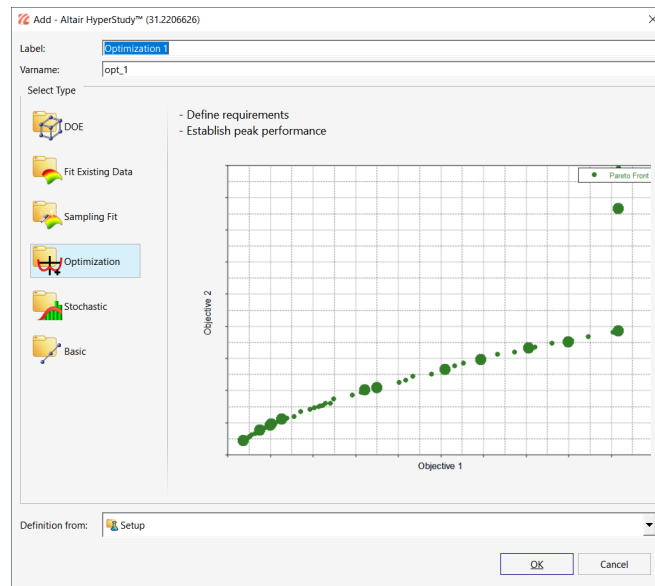 Add - Altair HyperStudy™ (31.2206626)
Label:
Optimization 1
Varname:
opt_1
Select Type
DOE
Fit Existing Data
Sampling Fit
Optimization
Stochastic
Basic
- Define requirements
- Establish peak performance
Pareto Front
Objective 2
Objective 1
Definition from:
Setup
OK
Cancel